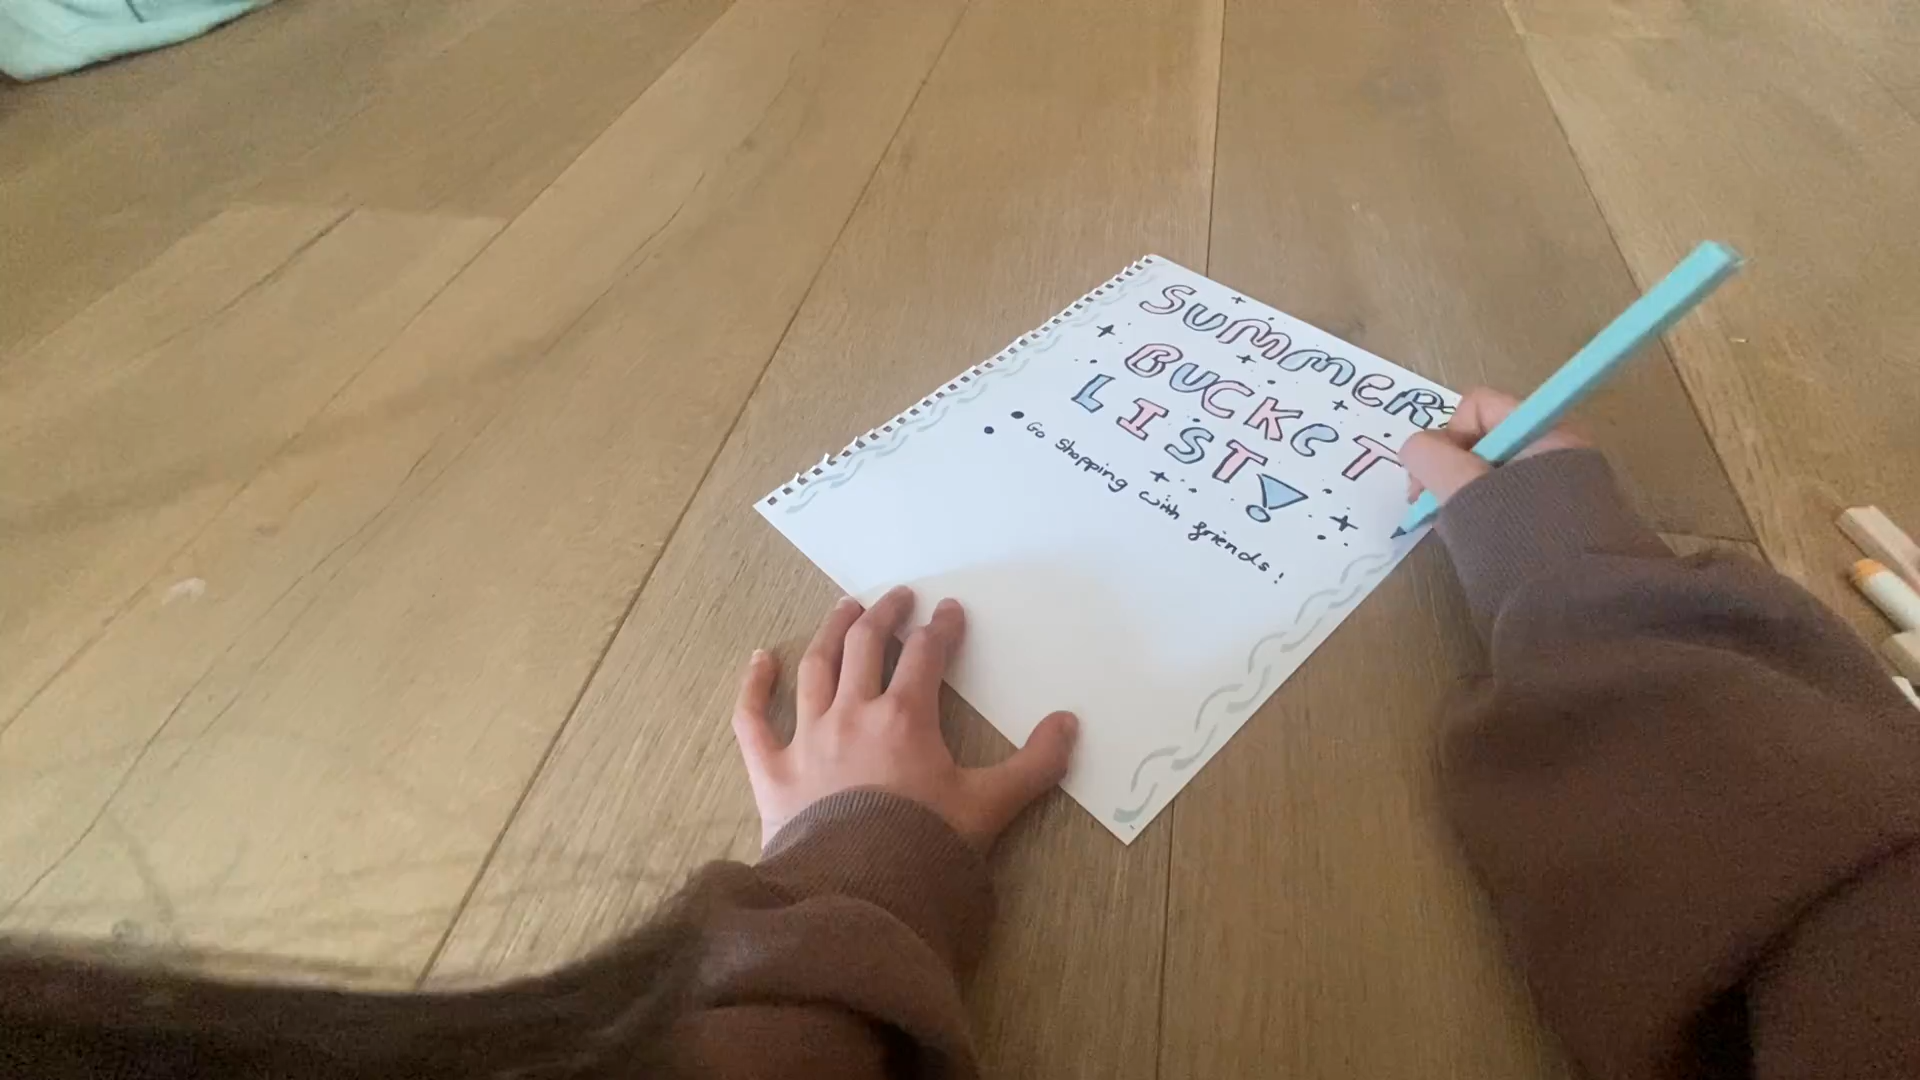 SUMMER
BUCKET
LIST!
• Go Shopping with friends!
•